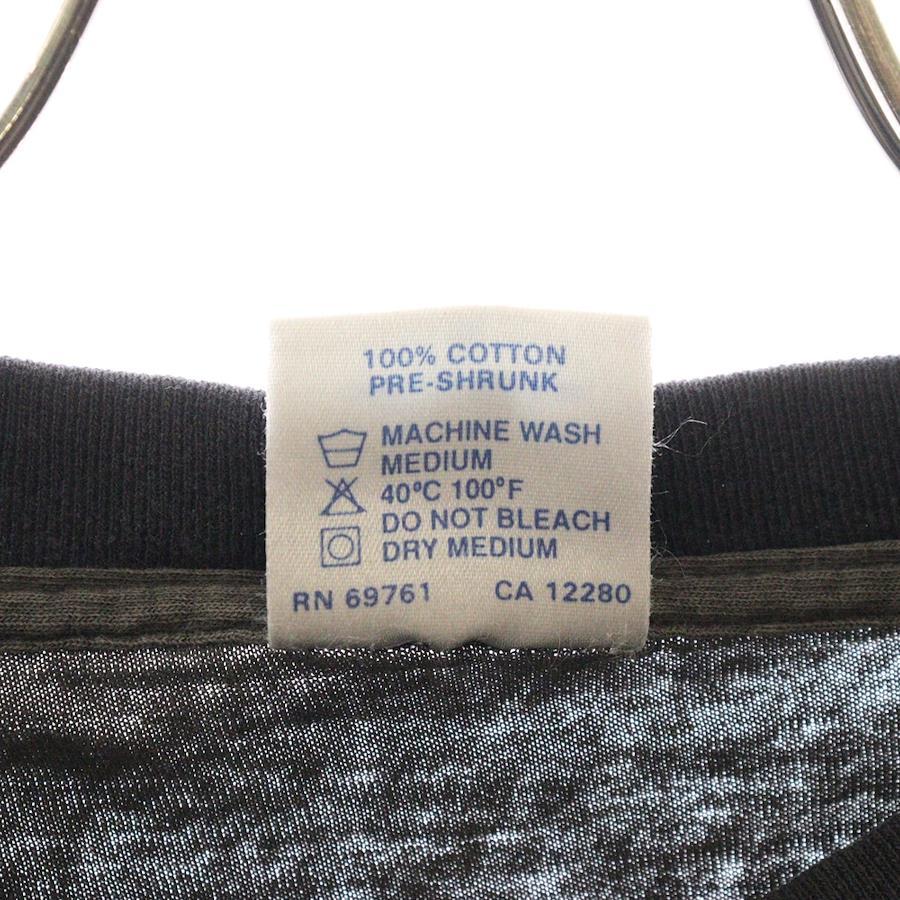 100% COTTON
PRE-SHRUNK
MACHINE WASH
MEDIUM
40°C 100°F
DO NOT BLEACH
DRY MEDIUM
RN 69761 CA 12280